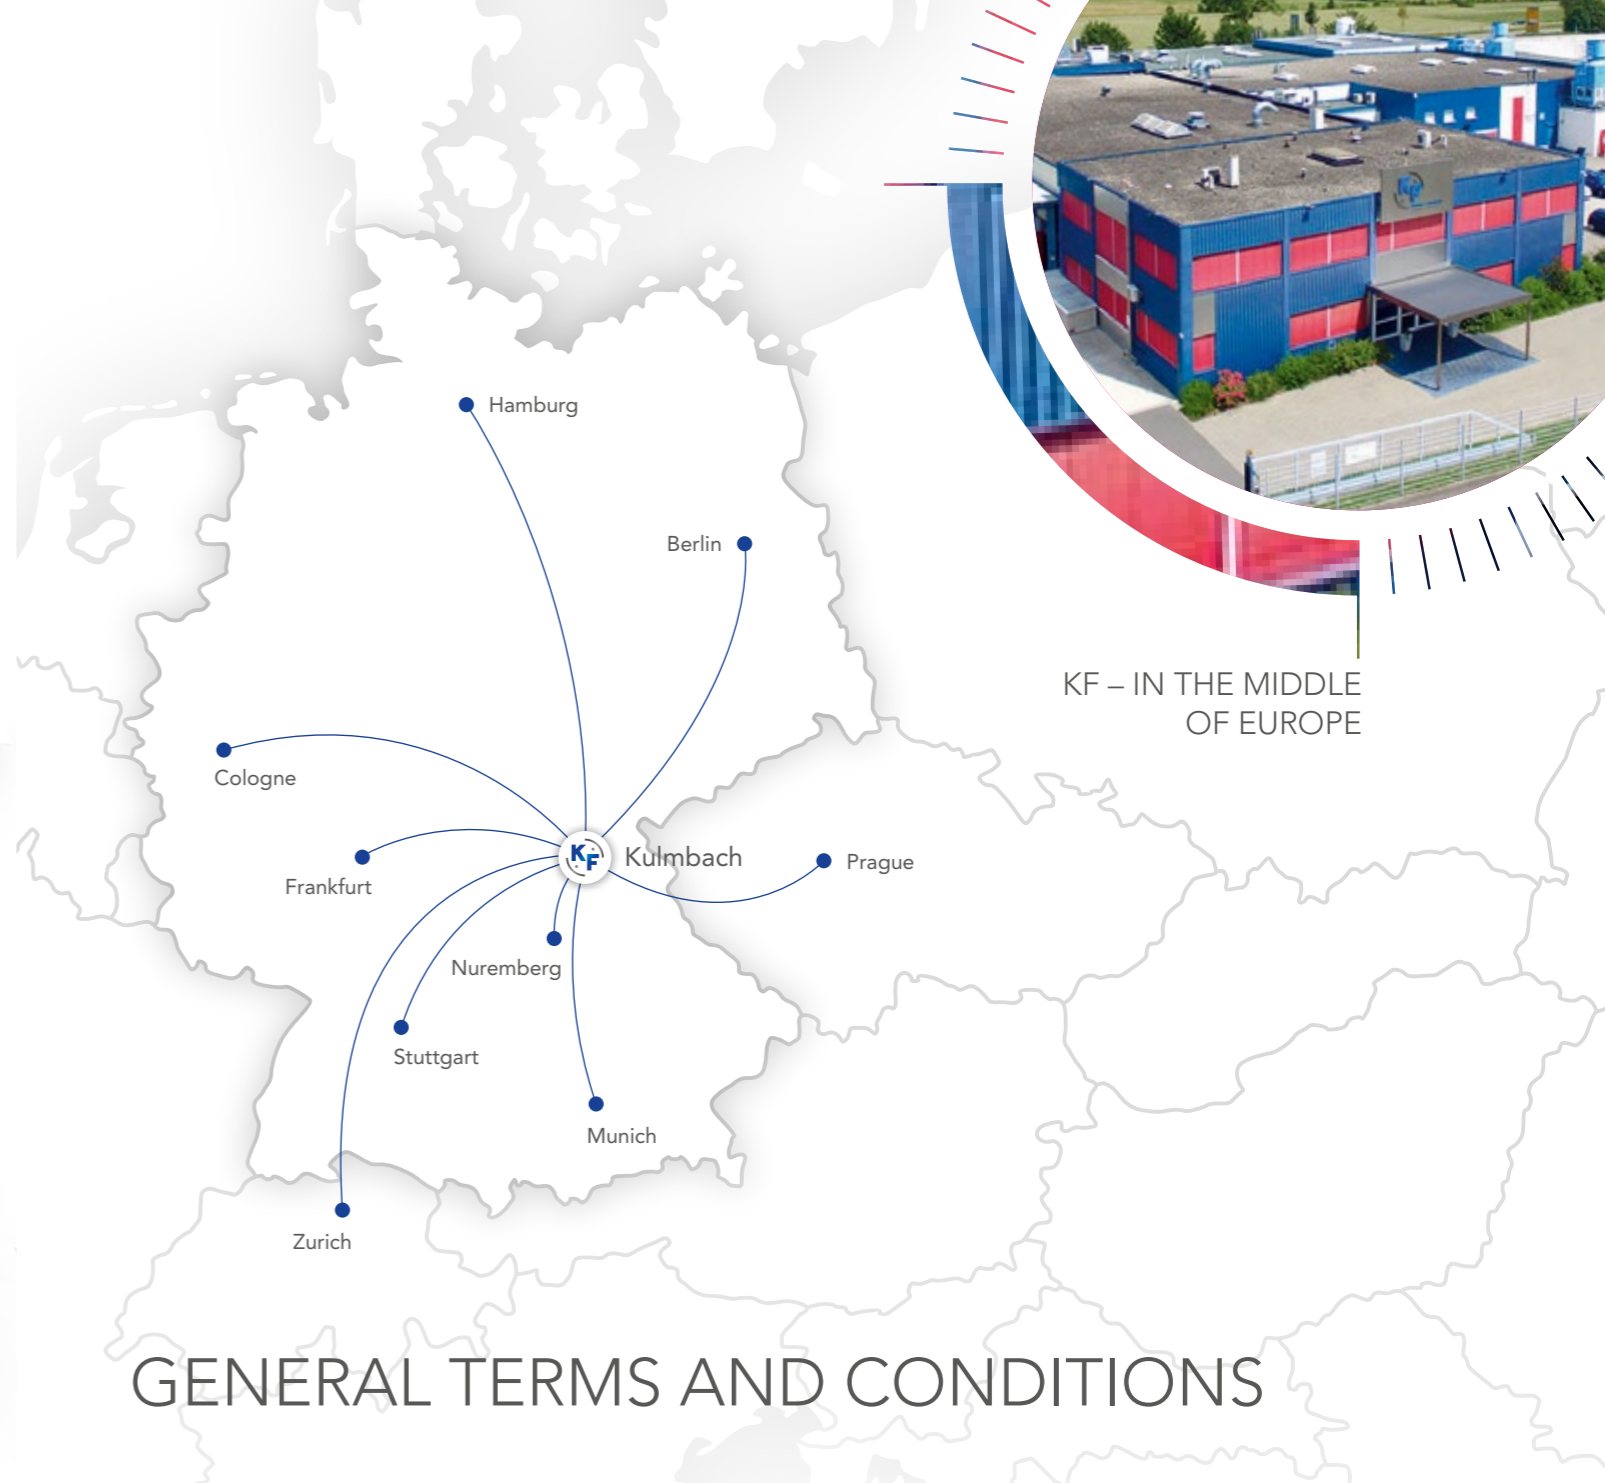 Hamburg
Berlin
KF – IN THE MIDDLE
OF EUROPE
Cologne
KF
Kulmbach
Prague
Frankfurt
Nuremberg
Stuttgart
Munich
Zurich
GENERAL TERMS AND CONDITIONS